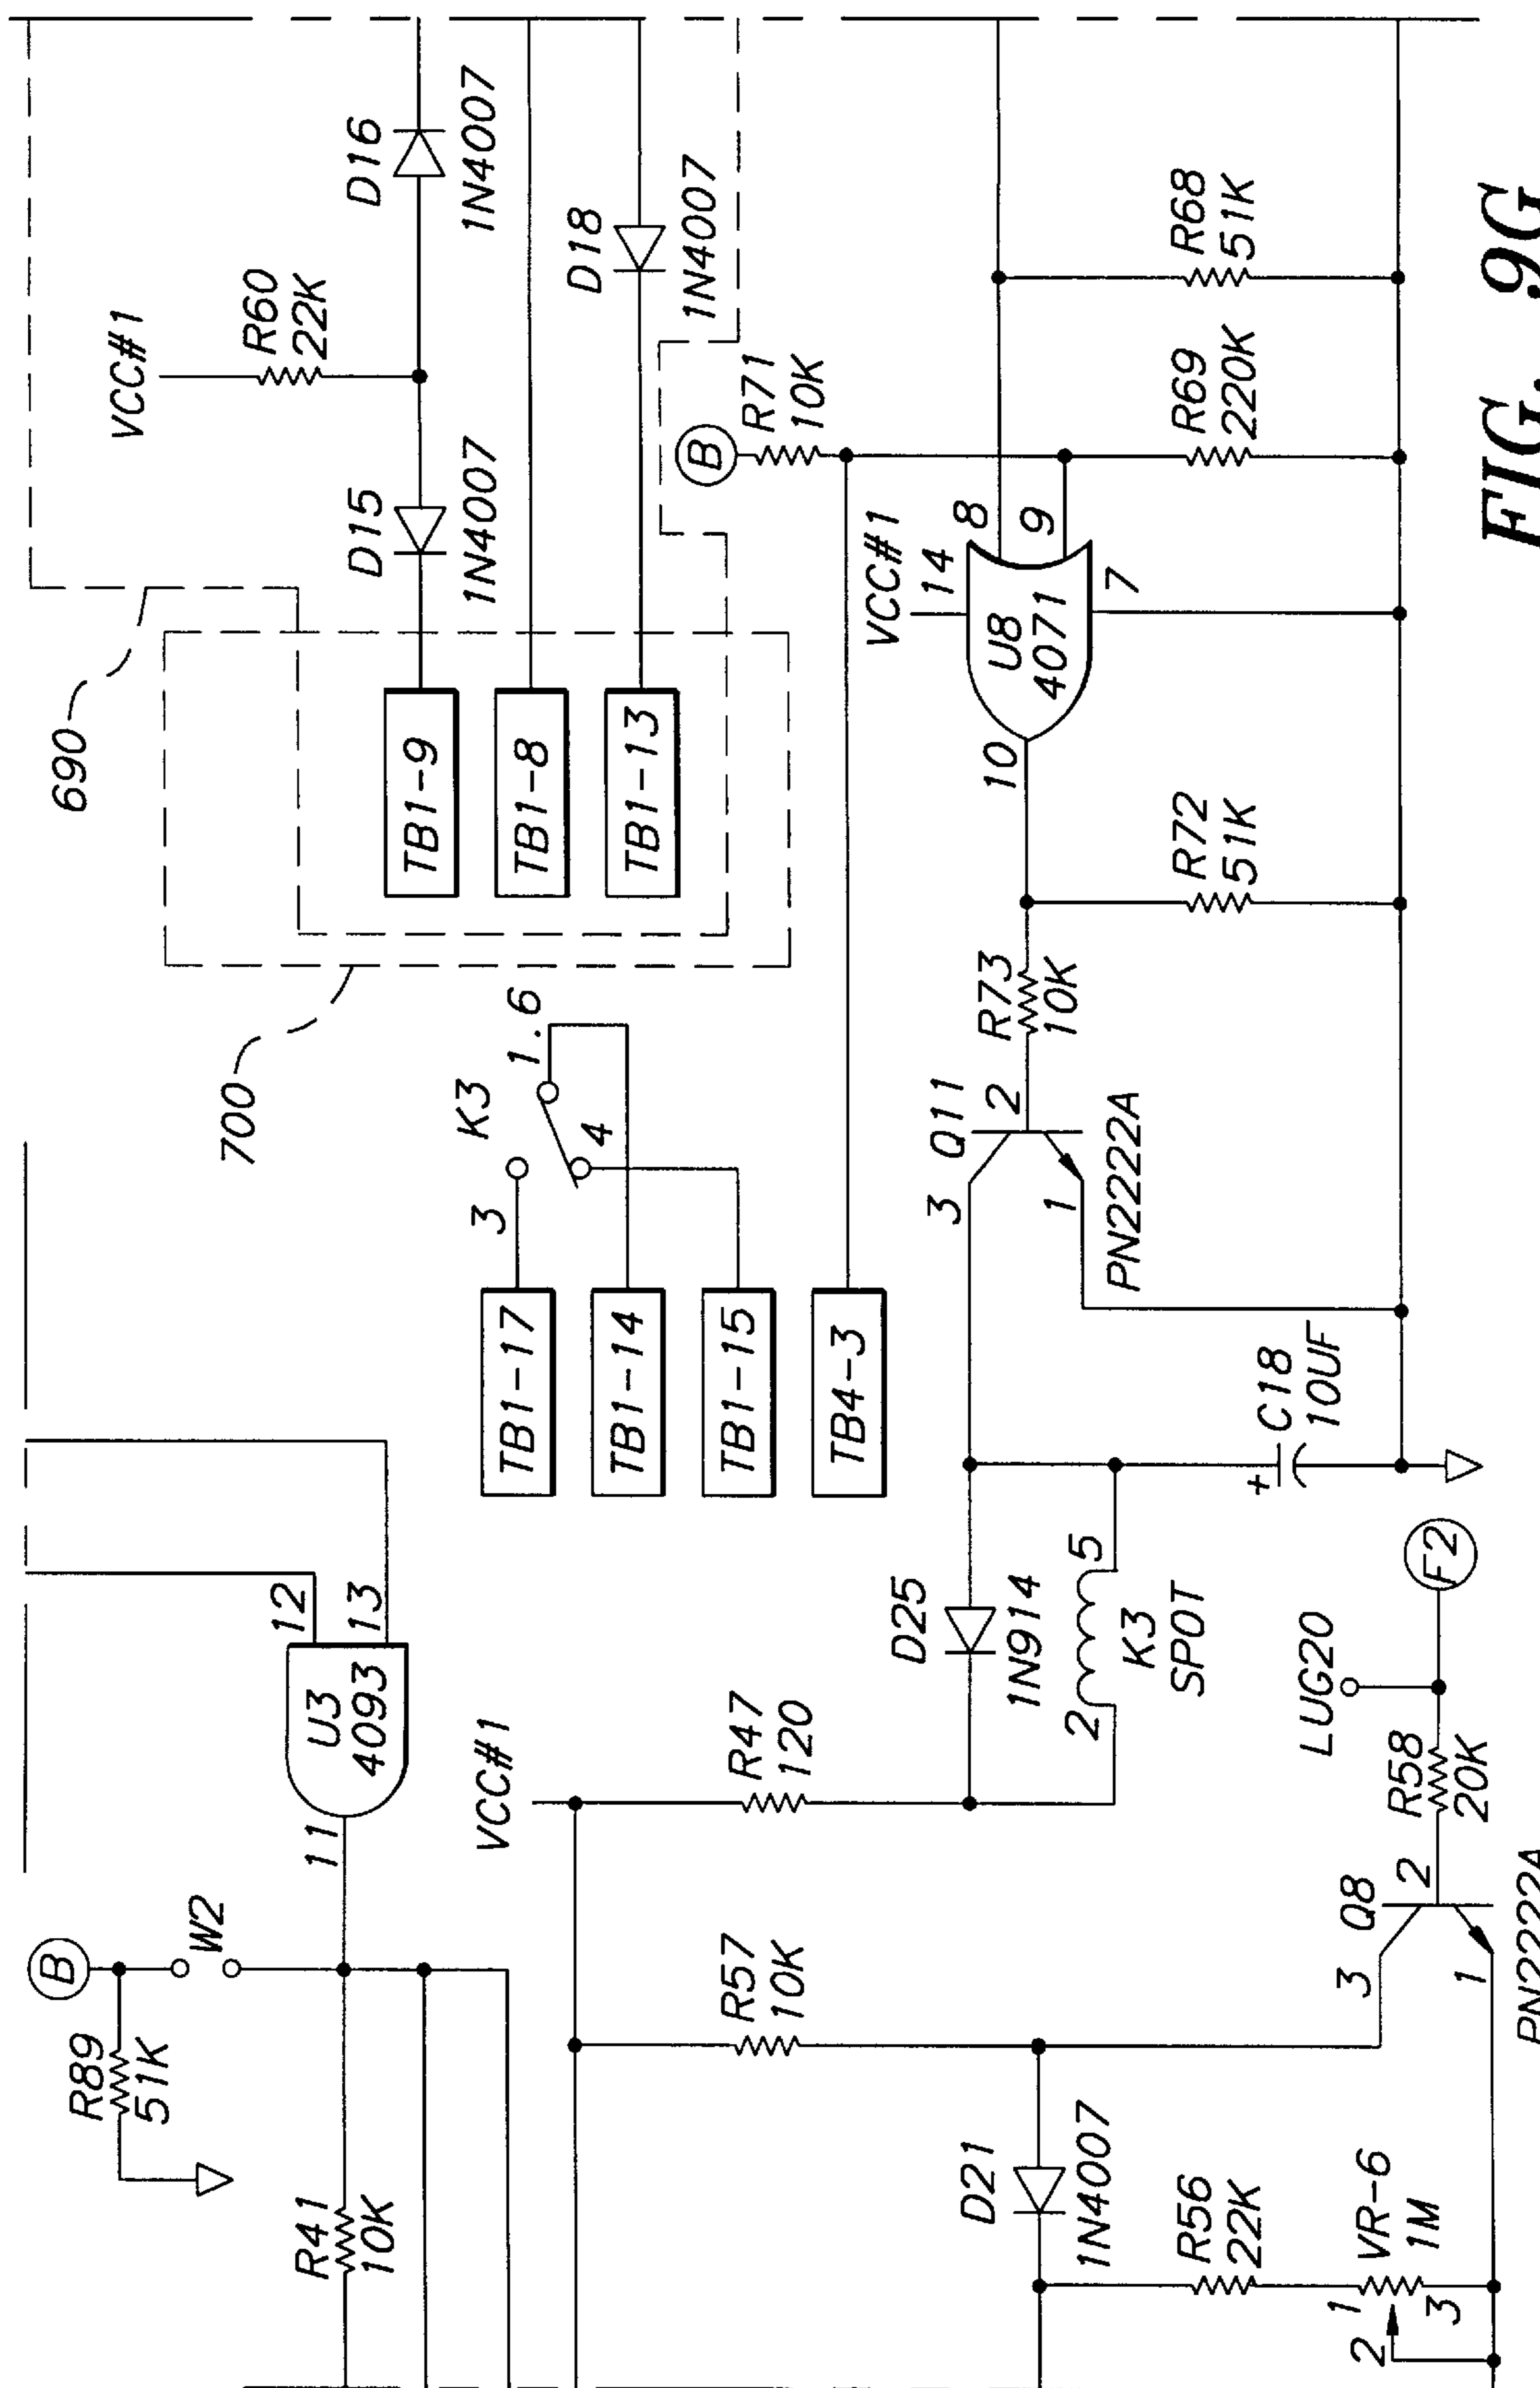 690
VCC#1
R60
22K
D16
1N4007
D15
1N4007
D18
1N4007
TB1-9
TB1-8
TB1-13
700
K3
3
1.6
4
TB1-17
TB1-14
TB1-15
TB4-3
B
R71
10K
VCC#1
14
8
9
U8
4071
7
10
R68
51K
R69
220K
R72
51K
R73
10K
Q11
2
3
1
PN2222A
C18
10UF
+
D25
1N914
5
2
K3
SPDT
VCC#1
R47
120
12
13
U3
4093
11
B
W2
R89
51K
R41
10K
R57
10K
LUG20
F2
R58
20K
Q8
2
3
1
PN2222A
D21
1N4007
R56
22K
VR-6
1M
1
2
3
FIG. 9G